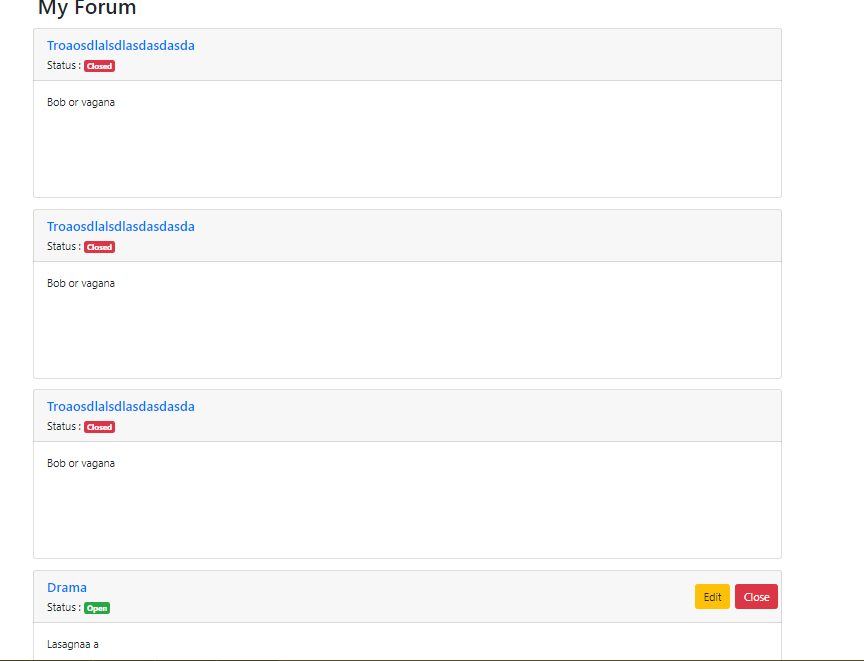 My Forum
Troaosdlalsdlasdasdasda
Status : Closed
Bob or vagana
Troaosdlalsdlasdasdasda
Status : Closed
Bob or vagana
Troaosdlalsdlasdasdasda
Status : Closed
Bob or vagana
Drama
Status : Open
Edit Close
Lasagnaa a